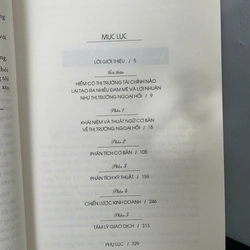 MỤC LỤC
LỜI GIỚI THIỆU / 5
HIẾM CÓ THỊ TRƯỜNG TÀI CHÍNH NÀO
LẠI TẠO RA NHIỀU ĐAM MÊ VÀ LỢI NHUẬN
NHƯ THỊ TRƯỜNG NGOẠI HỐI / 9
Phần 1
KHÁI NIỆM VÀ THUẬT NGỮ CƠ BẢN
VỀ THỊ TRƯỜNG NGOẠI HỐI / 15
Phần 2
PHÂN TÍCH CƠ BẢN / 105
Phần 3
PHÂN TÍCH KỸ THUẬT / 159
Phần 4
CHIẾN LƯỢC KINH DOANH / 246
Phần 5
TÂM LÝ GIAO DỊCH / 313
PHỤ LỤC / 329